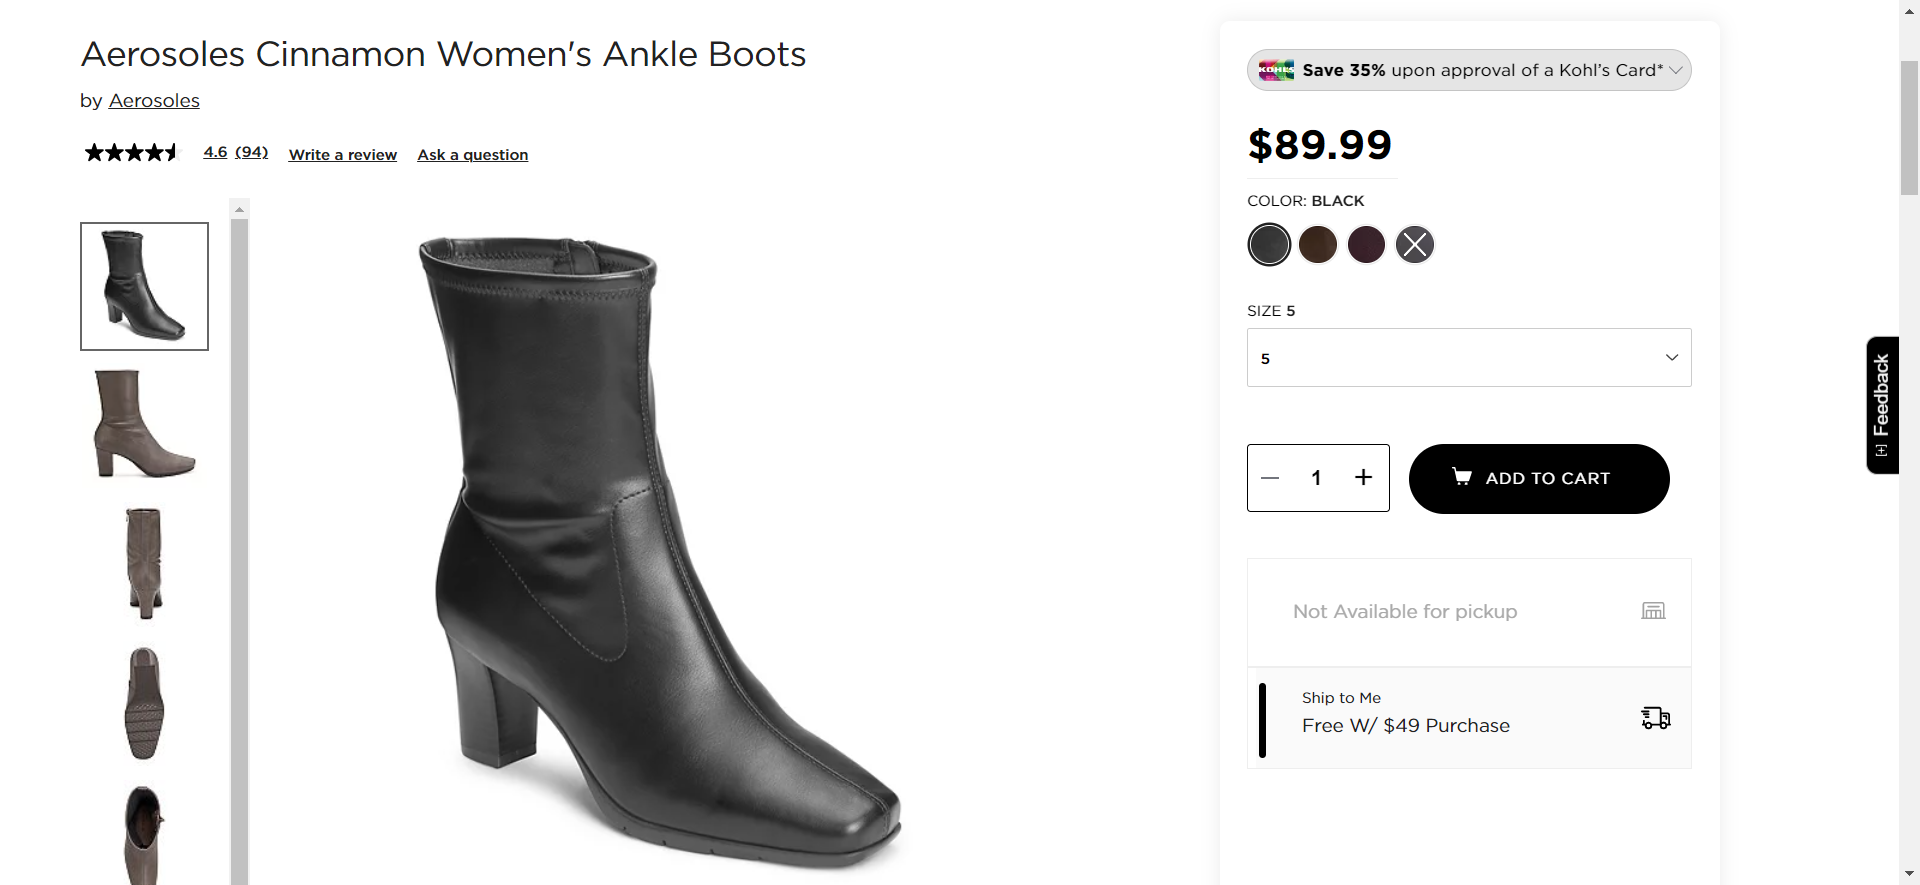 Aerosoles Cinnamon Women's Ankle Boots
by Aerosoles
4.6 (94) Write a review Ask a question
KOHL'S Save 35% upon approval of a Kohl's Card*
$89.99
COLOR: BLACK
SIZE 5
5
1
ADD TO CART
Not Available for pickup
Ship to Me
Free W/ $49 Purchase
[+] Feedback